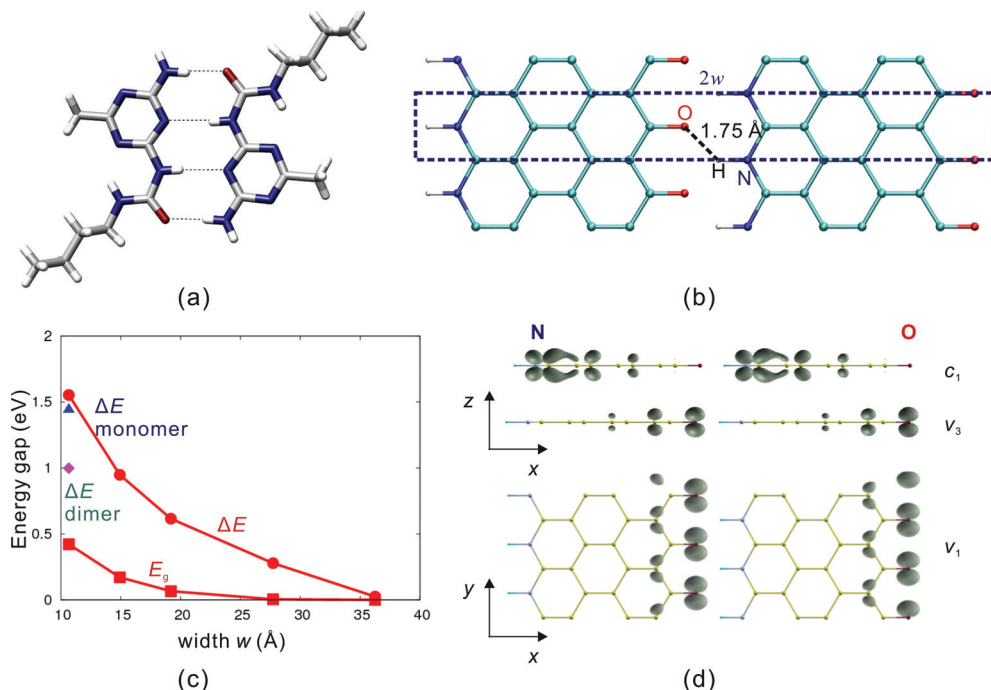 (a)
2w
O
1.75 Å
H
N
(b)
Energy gap (eV)
2
1.5
1
0.5
0
ΔE
monomer
ΔE
dimer
ΔE
E_g
10 15 20 25 30 35 40
width w (Å)
(c)
N O
c₁
z
v₃
x
v₁
y
x
(d)